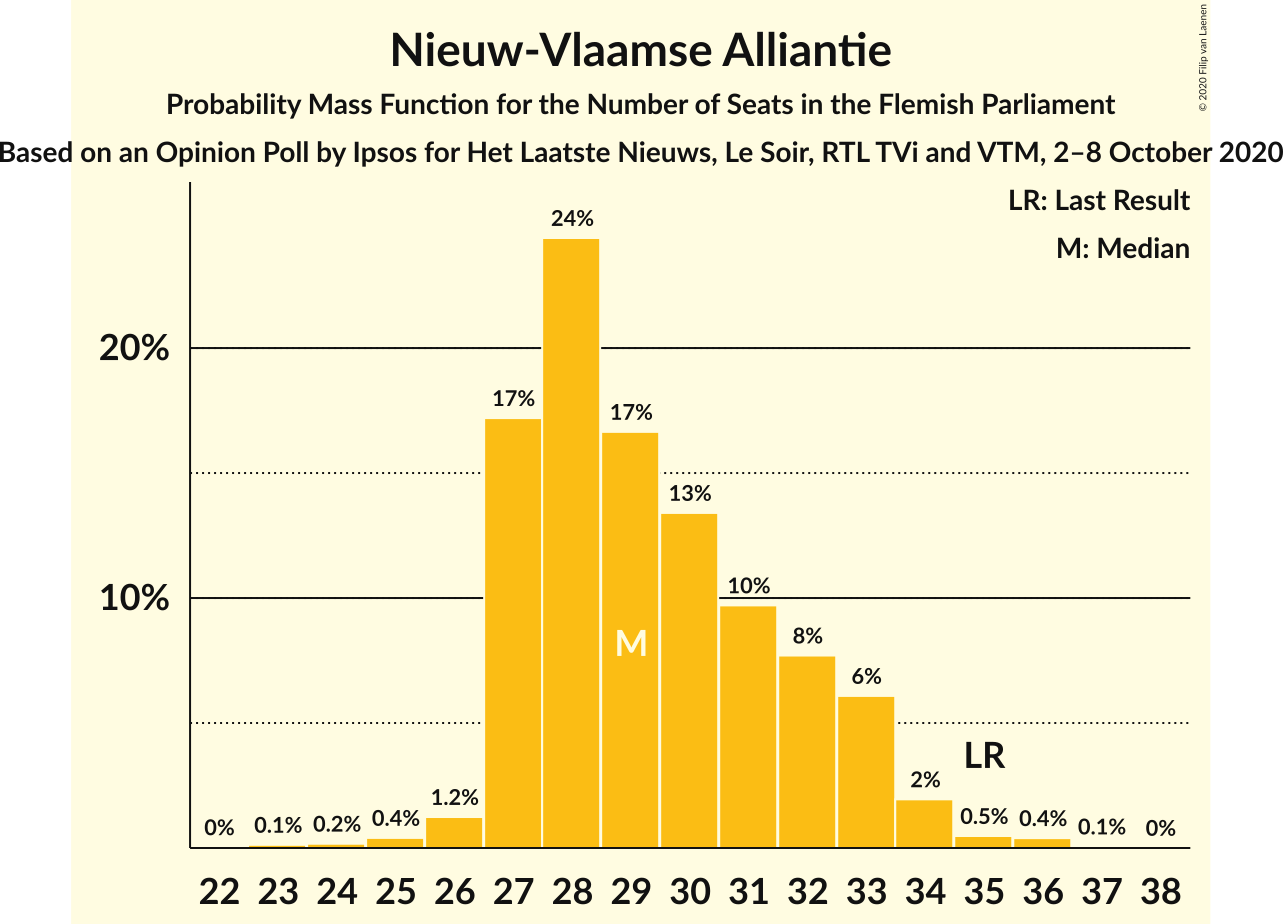 Nieuw-Vlaamse Alliantie
Probability Mass Function for the Number of Seats in the Flemish Parliament
Based on an Opinion Poll by Ipsos for Het Laatste Nieuws, Le Soir, RTL TVi and VTM, 2–8 October 2020
© 2020 Filip van Laenen
LR: Last Result
M: Median
24%
20%
17%
17%
13%
10%
10%
M
8%
6%
LR
2%
1.2%
0%
0.1%
0.2%
0.4%
0.5%
0.4%
0.1%
0%
22 23 24 25 26 27 28 29 30 31 32 33 34 35 36 37 38